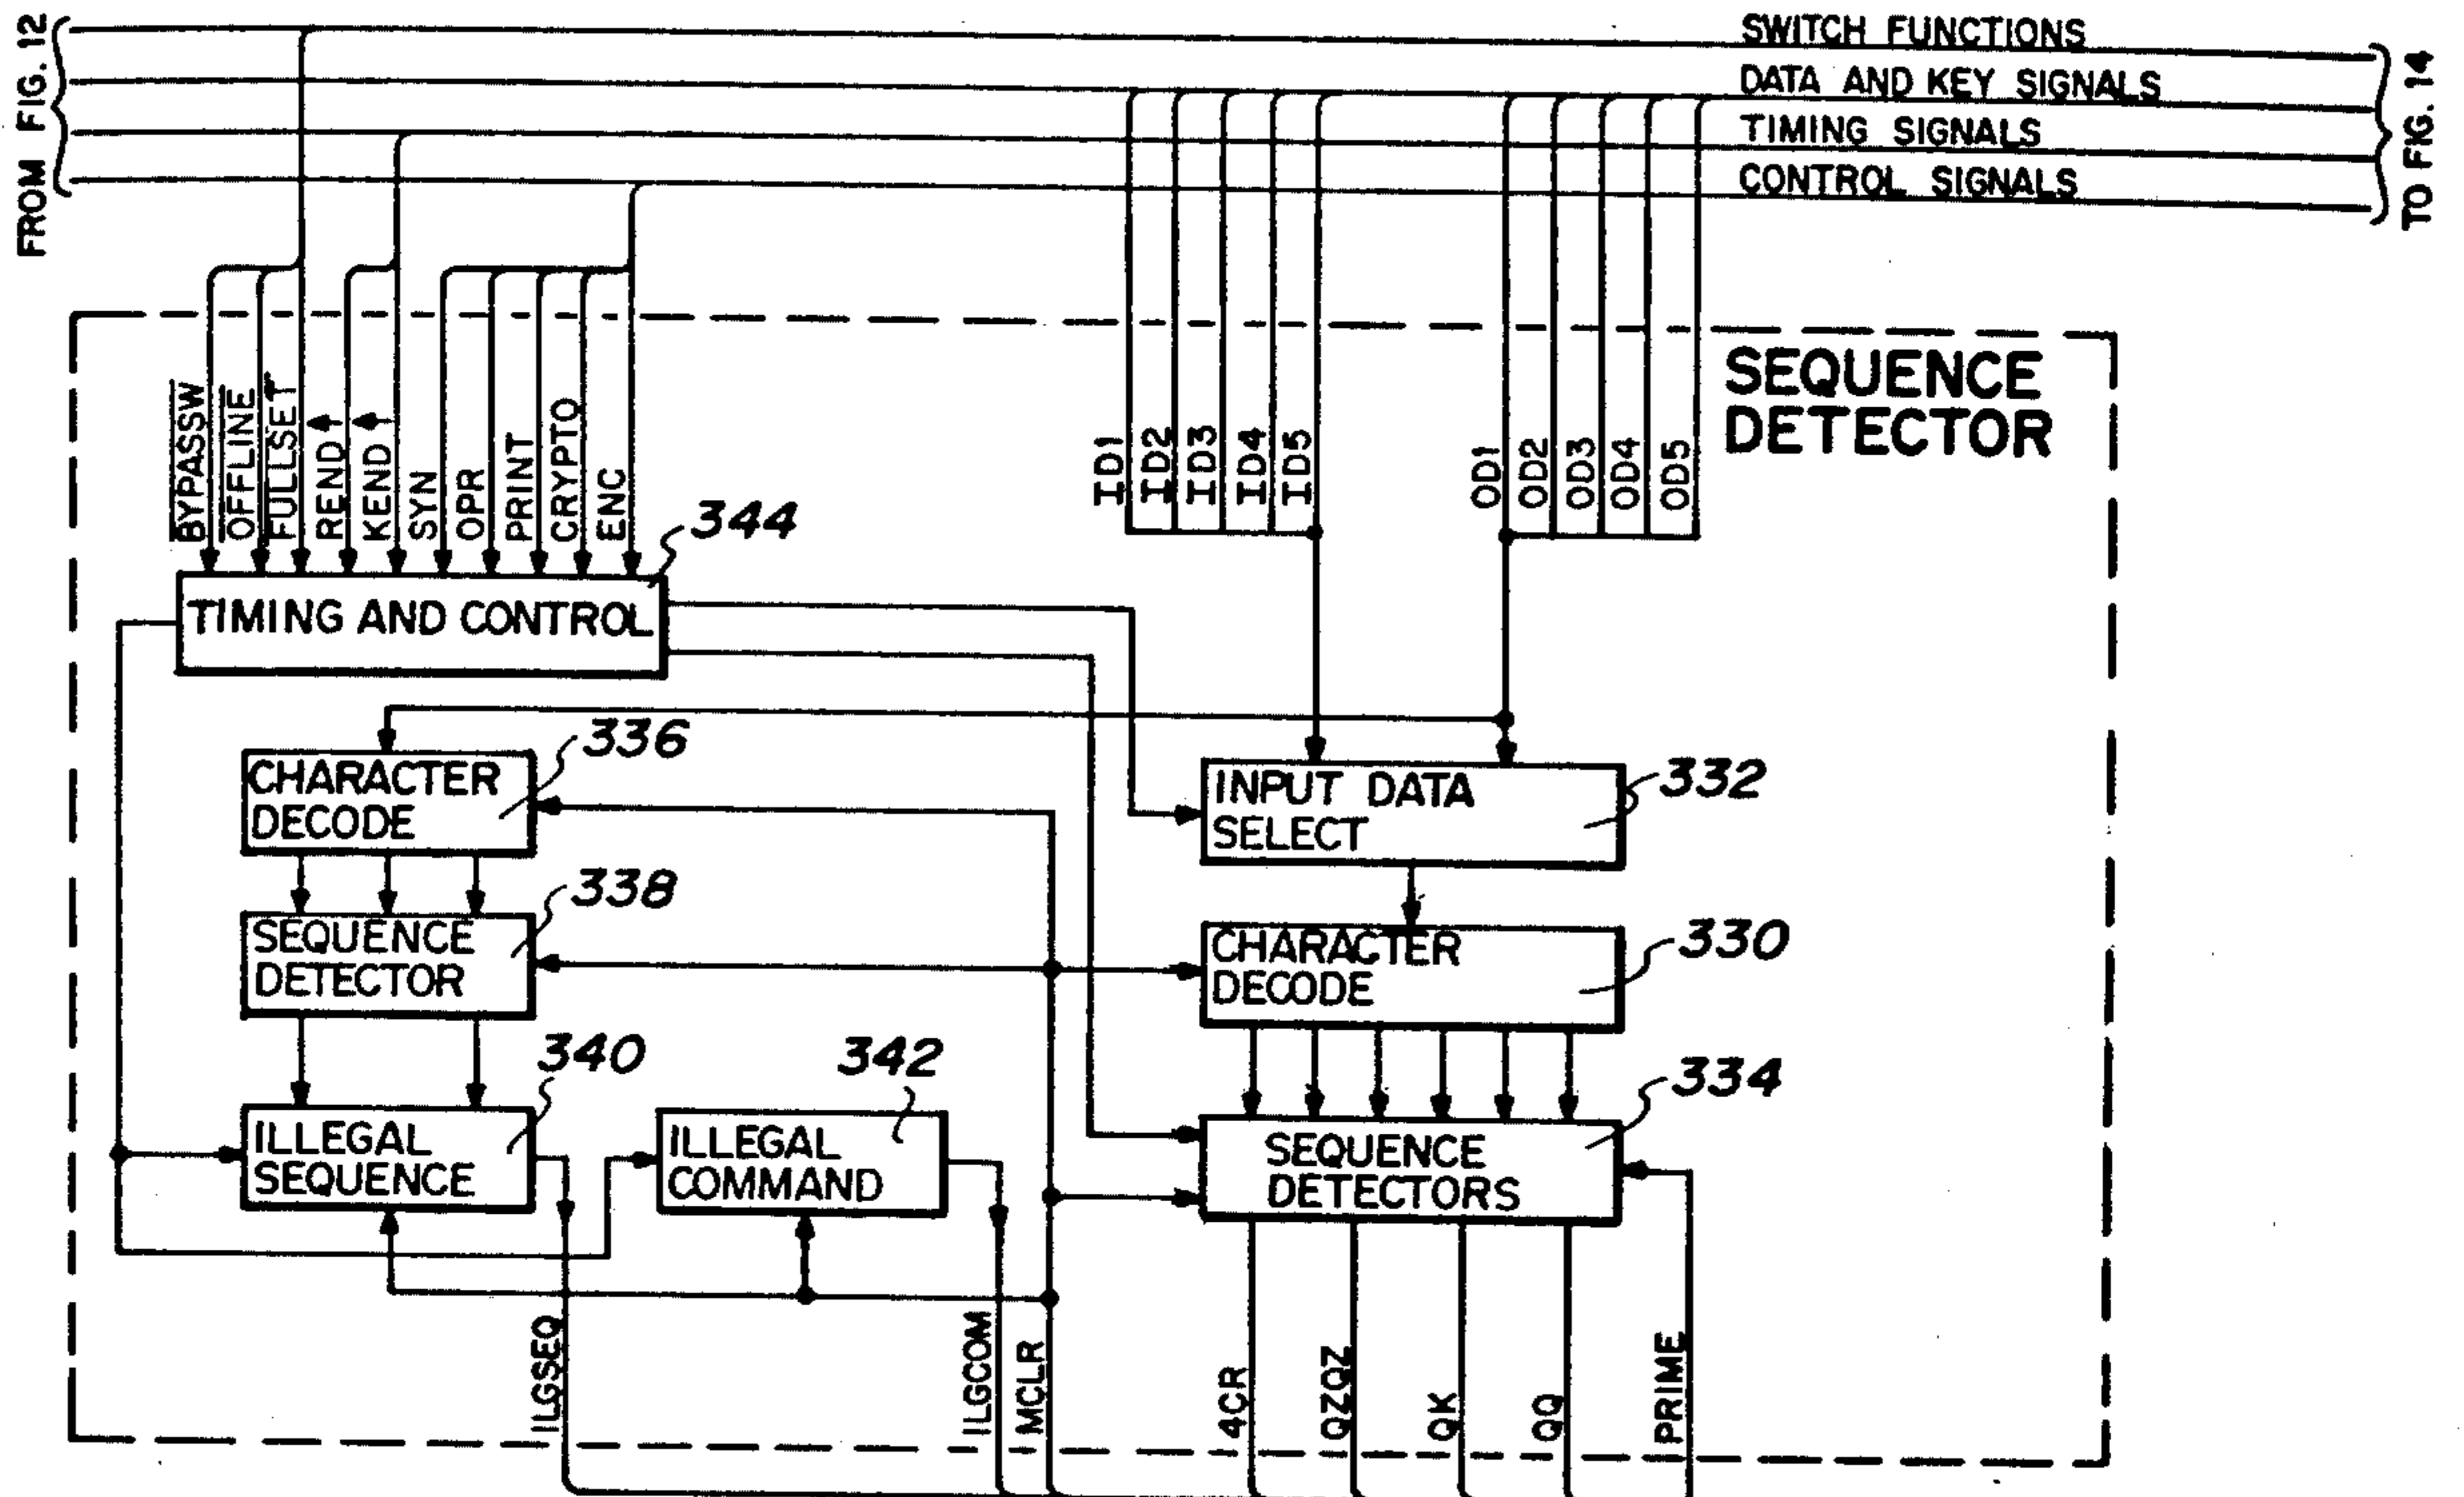 FROM FIG. 12
SWITCH FUNCTIONS
DATA AND KEY SIGNALS
TIMING SIGNALS
CONTROL SIGNALS
TO FIG. 14
SEQUENCE
DETECTOR
BYPASSW
OFFLINE
FULLSET
REND↑
KEND↑
SYN
OPR
PRINT
CRYPTO
ENC
ID1
ID2
ID3
ID4
ID5
OD1
OD2
OD3
OD4
OD5
344
TIMING AND CONTROL
336
CHARACTER
DECODE
332
INPUT DATA
SELECT
338
SEQUENCE
DETECTOR
330
CHARACTER
DECODE
340
ILLEGAL
SEQUENCE
342
ILLEGAL
COMMAND
334
SEQUENCE
DETECTORS
ILGSEQ
ILGCOM
MCLR
4CR
QZQZ
QK
QQ
PRIME